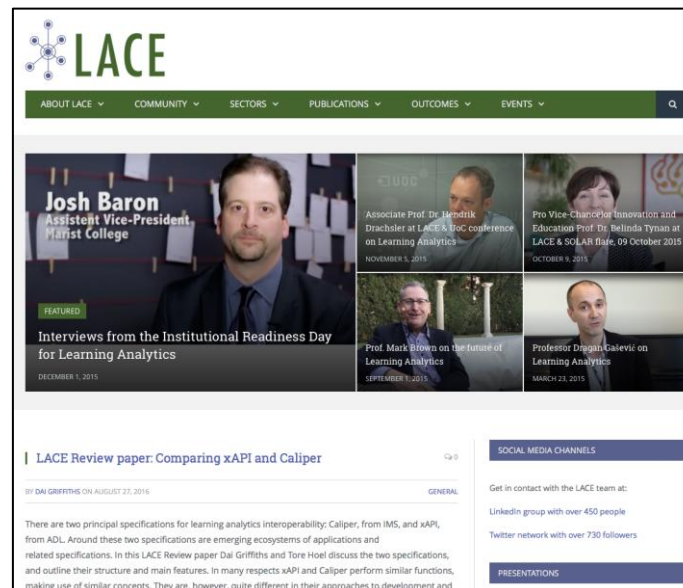 LACE
ABOUT LACE
COMMUNITY
SECTORS
PUBLICATIONS
OUTCOMES
EVENTS
Josh Baron
Assistent Vice-President
Marist College
FEATURED
Interviews from the Institutional Readiness Day
for Learning Analytics
DECEMBER 1, 2015
UOC
Associate Prof. Dr. Hendrik
Drachsler at LACE & UoC conference
on Learning Analytics
NOVEMBER 5, 2015
Pro Vice-Chancelor Innovation and
Education Prof. Dr. Belinda Tynan at
LACE & SOLAR flare, 09 October 2015
OCTOBER 9, 2015
Prof. Mark Brown on the future of
Learning Analytics
SEPTEMBER 1, 2015
Professor Dragan Gašević on
Learning Analytics
MARCH 23, 2015
LACE Review paper: Comparing xAPI and Caliper
0
BY DAI GRIFFITHS ON AUGUST 27, 2016
GENERAL
There are two principal specifications for learning analytics interoperability: Caliper, from IMS, and xAPI,
from ADL. Around these two specifications are emerging ecosystems of applications and
related specifications. In this LACE Review paper Dai Griffiths and Tore Hoel discuss the two specifications,
and outline their structure and main features. In many respects xAPI and Caliper perform similar functions,
making use of similar concepts. They are, however, quite different in their approaches to development and
SOCIAL MEDIA CHANNELS
Get in contact with the LACE team at:
LinkedIn group with over 450 people
Twitter network with over 730 followers
PRESENTATIONS